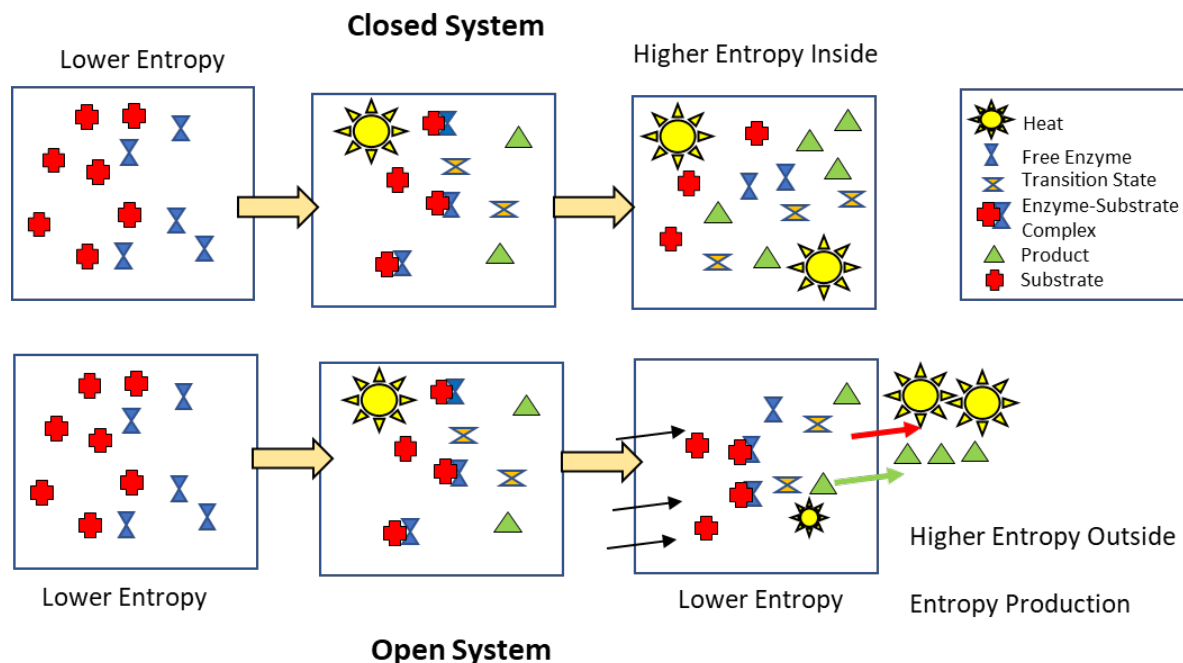 Closed System
Lower Entropy
Higher Entropy Inside
Heat
Free Enzyme
Transition State
Enzyme-Substrate
Complex
Product
Substrate
Higher Entropy Outside
Lower Entropy
Lower Entropy
Entropy Production
Open System